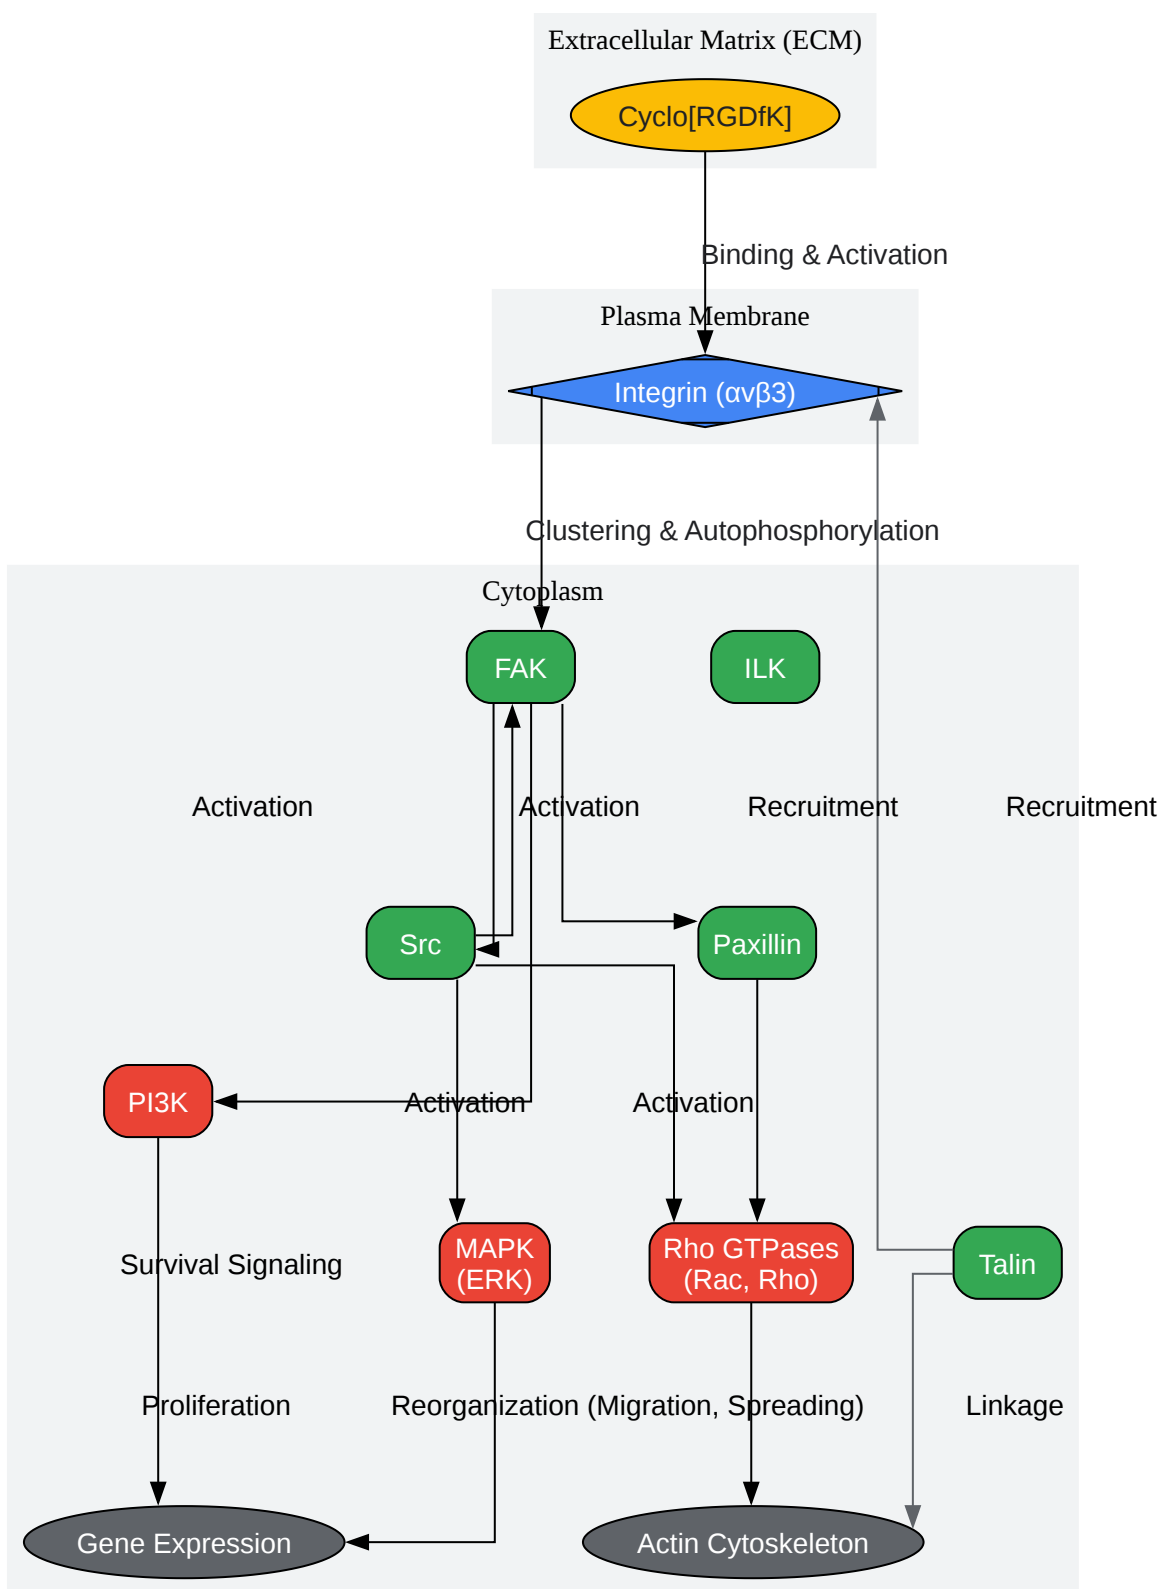 Extracellular Matrix (ECM)
Cyclo[RGDfK]
Binding & Activation
Plasma Membrane
Integrin (αvβ3)
Clustering & Autophosphorylation
Cytoplasm
FAK
ILK
Activation
Activation
Recruitment
Recruitment
Src
Paxillin
PI3K
Activation
Activation
Survival Signaling
MAPK
(ERK)
Rho GTPases
(Rac, Rho)
Talin
Proliferation
Reorganization (Migration, Spreading)
Linkage
Gene Expression
Actin Cytoskeleton